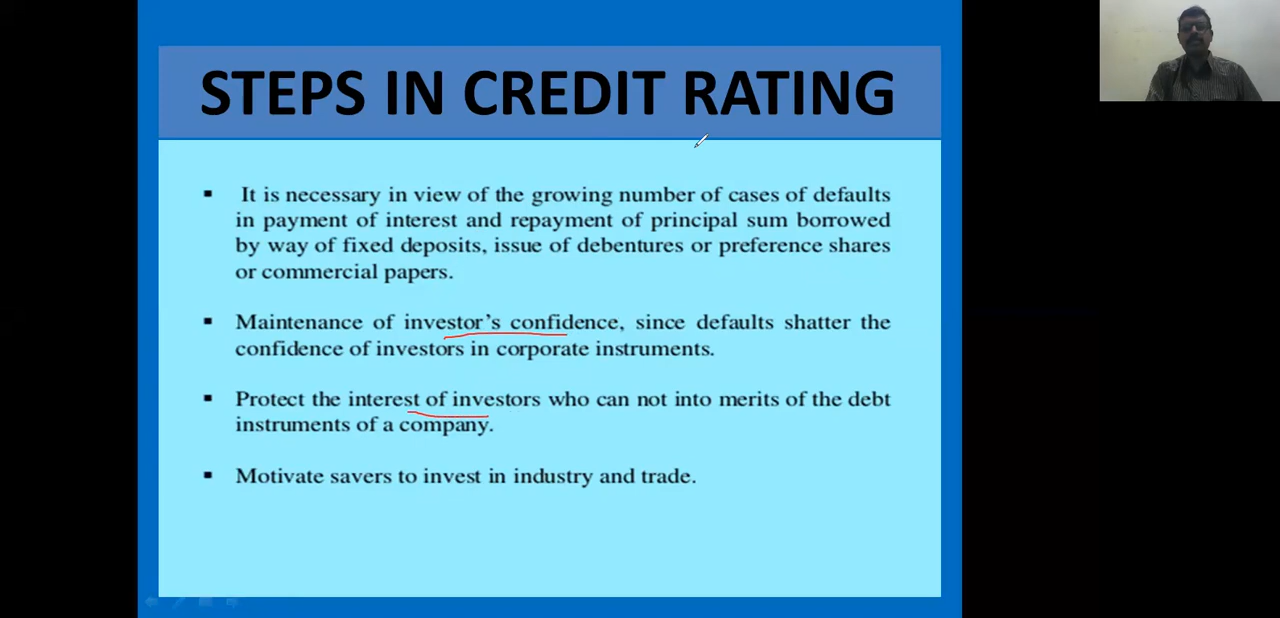 STEPS IN CREDIT RATING
▪ It is necessary in view of the growing number of cases of defaults
in payment of interest and repayment of principal sum borrowed
by way of fixed deposits, issue of debentures or preference shares
or commercial papers.
▪ Maintenance of investor’s confidence, since defaults shatter the
confidence of investors in corporate instruments.
▪ Protect the interest of investors who can not into merits of the debt
instruments of a company.
▪ Motivate savers to invest in industry and trade.